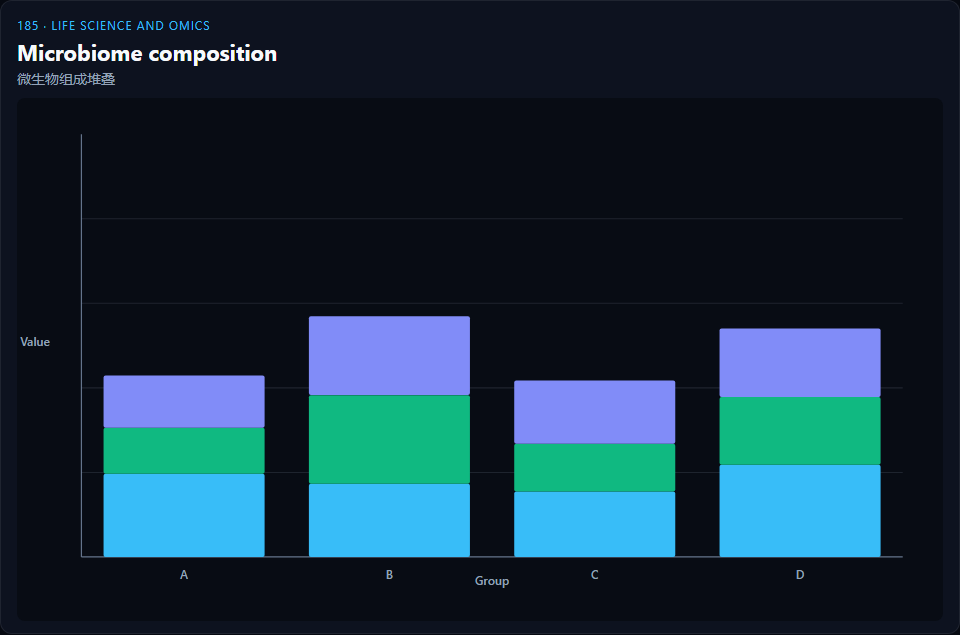 185 · LIFE SCIENCE AND OMICS
Microbiome composition
微生物组成堆叠
Value
A
B
C
D
Group